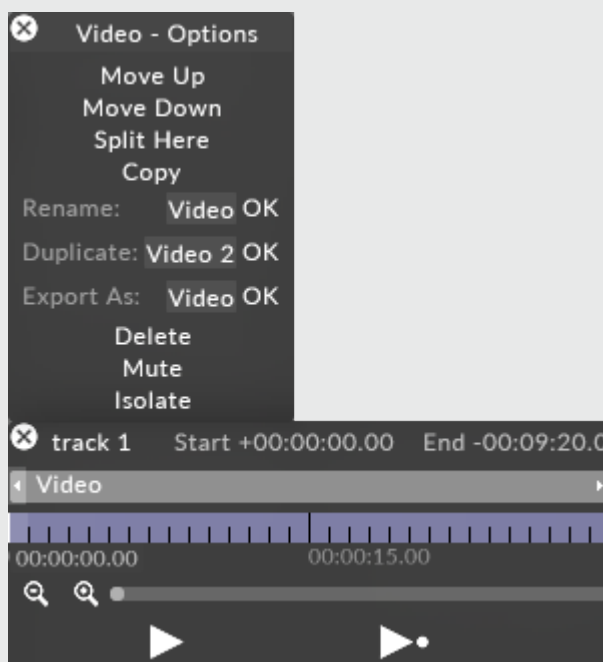 Video - Options
Move Up
Move Down
Split Here
Copy
Rename: Video OK
Duplicate: Video 2 OK
Export As: Video OK
Delete
Mute
Isolate
track 1 Start +00:00:00.00 End -00:09:20.0
Video
00:00:00.00 00:00:15.00